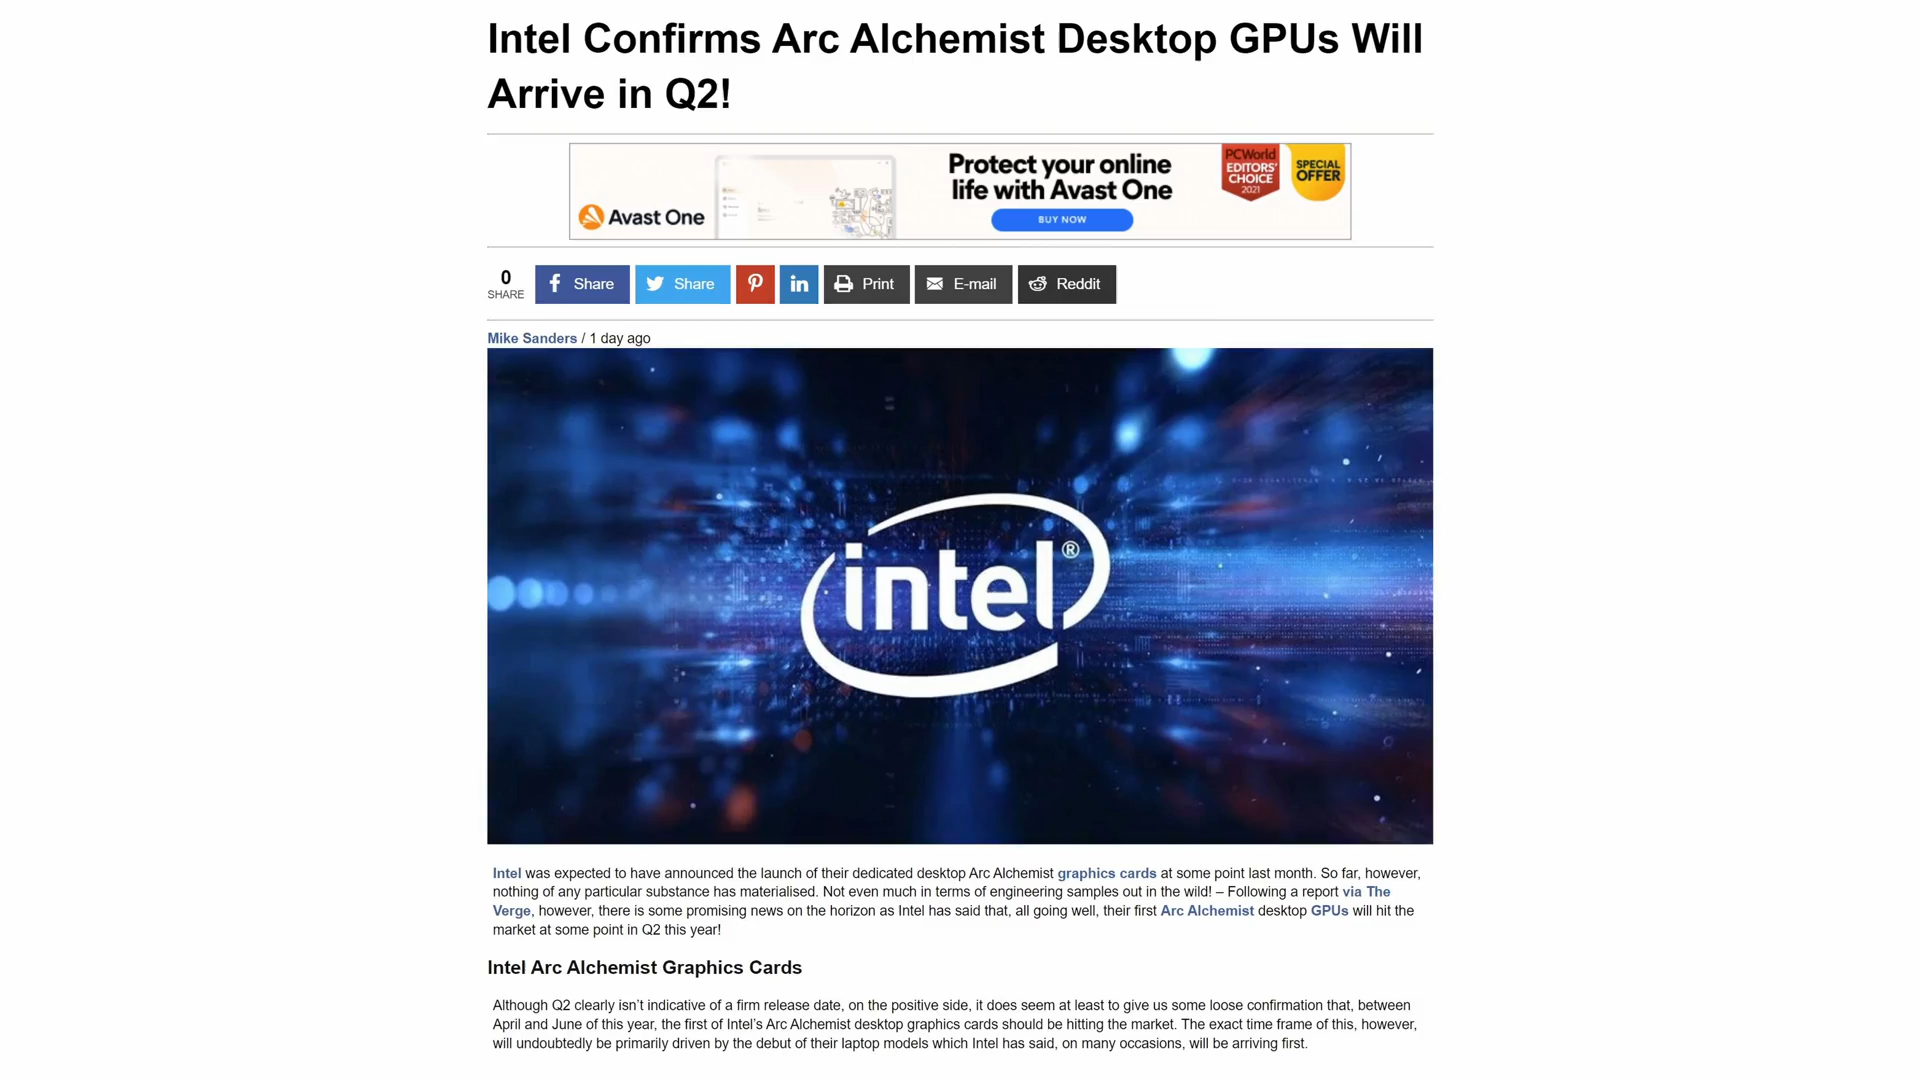 Intel Confirms Arc Alchemist Desktop GPUs Will
Arrive in Q2!
Avast One
Protect your online
life with Avast One
BUY NOW
PCWorld
EDITORS'
CHOICE
2021
SPECIAL
OFFER
0
SHARE
Share
Share
Print
E-mail
Reddit
Mike Sanders / 1 day ago
intel®
Intel was expected to have announced the launch of their dedicated desktop Arc Alchemist graphics cards at some point last month. So far, however,
nothing of any particular substance has materialised. Not even much in terms of engineering samples out in the wild! – Following a report via The
Verge, however, there is some promising news on the horizon as Intel has said that, all going well, their first Arc Alchemist desktop GPUs will hit the
market at some point in Q2 this year!
Intel Arc Alchemist Graphics Cards
Although Q2 clearly isn’t indicative of a firm release date, on the positive side, it does seem at least to give us some loose confirmation that, between
April and June of this year, the first of Intel’s Arc Alchemist desktop graphics cards should be hitting the market. The exact time frame of this, however,
will undoubtedly be primarily driven by the debut of their laptop models which Intel has said, on many occasions, will be arriving first.